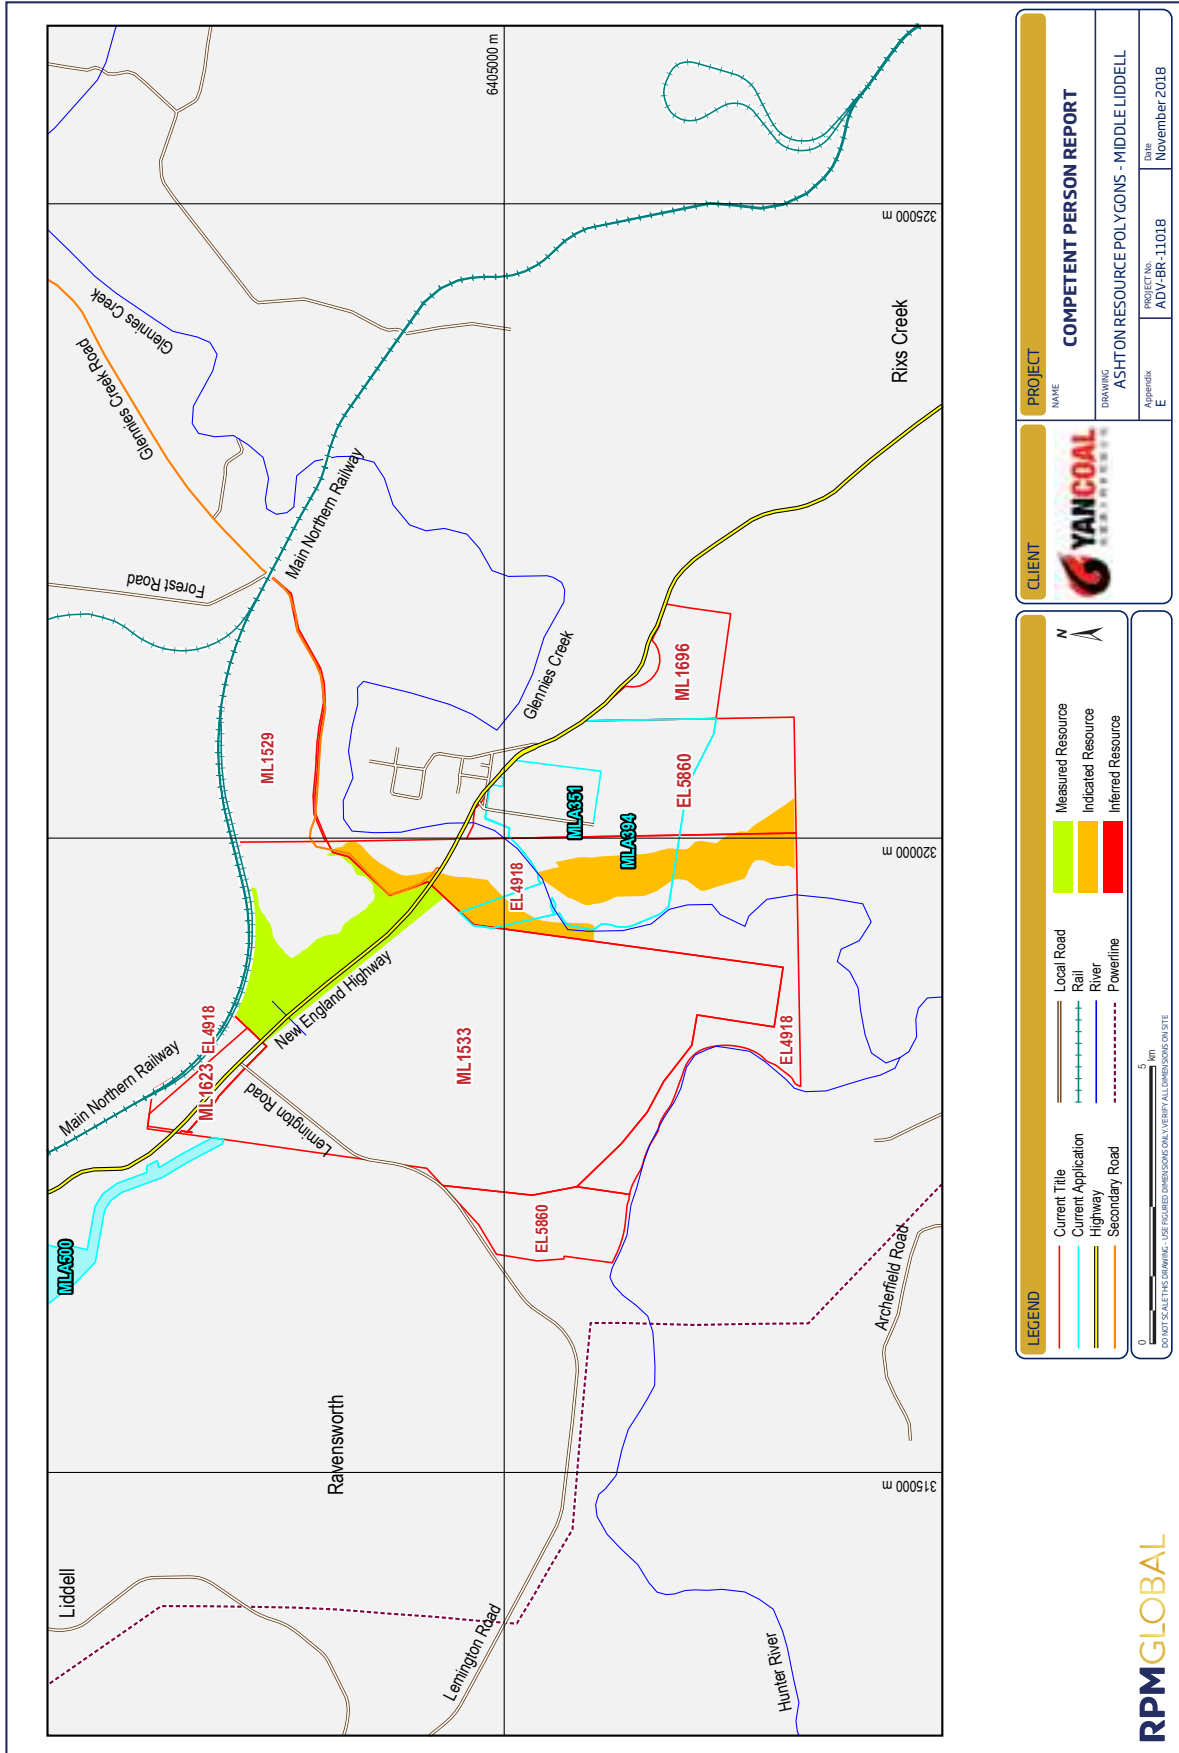 Liddell
Ravensworth
Rixs Creek
MLA500
Main Northern Railway
ML1623
EL4918
New England Highway
Lemington Road
ML1533
EL5860
EL4918
EL4918
ML1529
Forest Road
Main Northern Railway
Glennies Creek Road
Glennies Creek
Glennies Creek
ML1696
EL5860
MLA351
MLA394
Lemington Road
Hunter River
Archerfield Road
6405000 m
315000 m
320000 m
325000 m
LEGEND
Current Title
Current Application
Highway
Secondary Road
Local Road
Rail
River
Powerline
Measured Resource
Indicated Resource
Inferred Resource
N
0
5
km
DO NOT SCALE THIS DRAWING - USE FIGURED DIMENSIONS ONLY. VERIFY ALL DIMENSIONS ON SITE
CLIENT
YANCOAL
PROJECT
NAME
COMPETENT PERSON REPORT
DRAWING
ASHTON RESOURCE POLYGONS - MIDDLE LIDDELL
Appendix
E
PROJECT No.
ADV-BR-11018
Date
November 2018
RPMGLOBAL